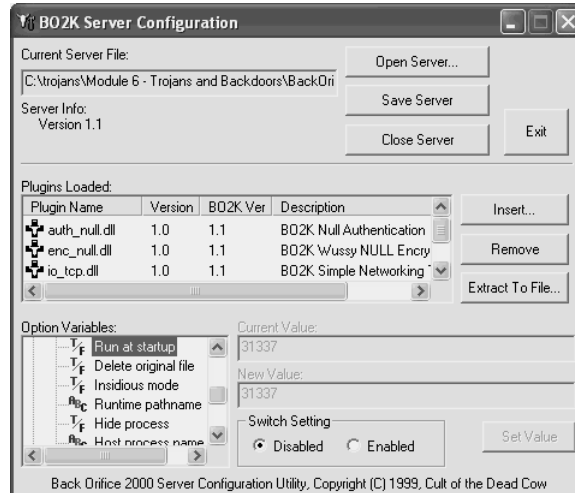 BO2K Server Configuration
Current Server File:
C:\trojans\Module 6 - Trojans and Backdoors\BackOri
Server Info:
Version 1.1
Open Server...
Save Server
Close Server
Exit
Plugins Loaded:
Plugin Name Version BO2K Ver Description
auth_null.dll 1.0 1.1 BO2K Null Authentication
enc_null.dll 1.0 1.1 BO2K Wussy NULL Encry
io_tcp.dll 1.0 1.1 BO2K Simple Networking
Insert...
Remove
Extract To File...
Option Variables:
T/F Run at startup
T/F Delete original file
T/F Insidious mode
ABC Runtime pathname
T/F Hide process
ABC Host process name
Current Value:
31337
New Value:
31337
Switch Setting
Disabled Enabled
Set Value
Back Orifice 2000 Server Configuration Utility, Copyright (C) 1999, Cult of the Dead Cow